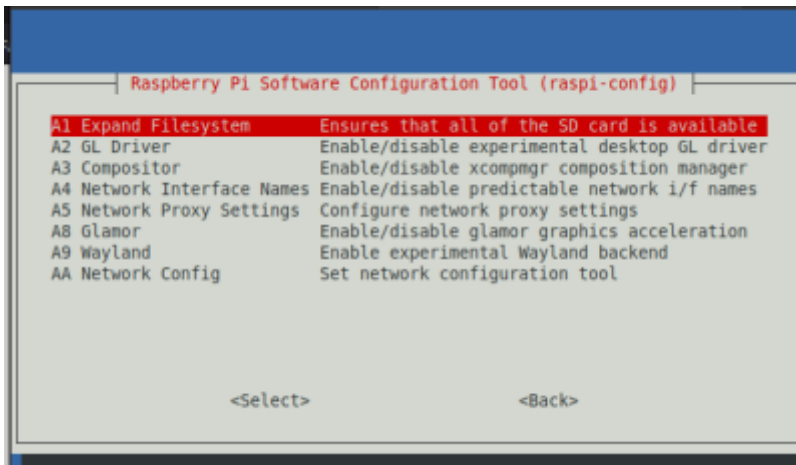 Raspberry Pi Software Configuration Tool (raspi-config)
A1 Expand Filesystem Ensures that all of the SD card is available
A2 GL Driver Enable/disable experimental desktop GL driver
A3 Compositor Enable/disable xcompmgr composition manager
A4 Network Interface Names Enable/disable predictable network i/f names
A5 Network Proxy Settings Configure network proxy settings
A8 Glamor Enable/disable glamor graphics acceleration
A9 Wayland Enable experimental Wayland backend
AA Network Config Set network configuration tool
<Select> <Back>